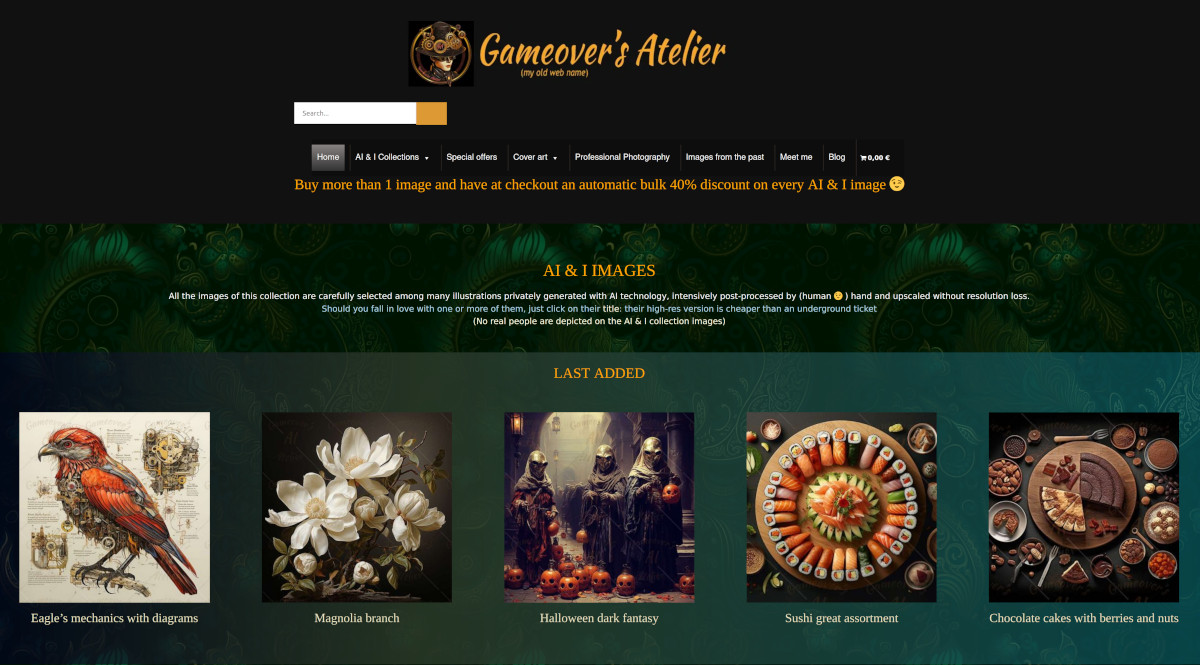 Gameover's Atelier
(my old web name)
Search...
Home
AI & I Collections
Special offers
Cover art
Professional Photography
Images from the past
Meet me
Blog
0,00 €
Buy more than 1 image and have at checkout an automatic bulk 40% discount on every AI & I image 😉
AI & I IMAGES
All the images of this collection are carefully selected among many illustrations privately generated with AI technology, intensively post-processed by (human 🙂 ) hand and upscaled without resolution loss.
Should you fall in love with one or more of them, just click on their title: their high-res version is cheaper than an underground ticket
(No real people are depicted on the AI & I collection images)
LAST ADDED
Eagle’s mechanics with diagrams
Magnolia branch
Halloween dark fantasy
Sushi great assortment
Chocolate cakes with berries and nuts